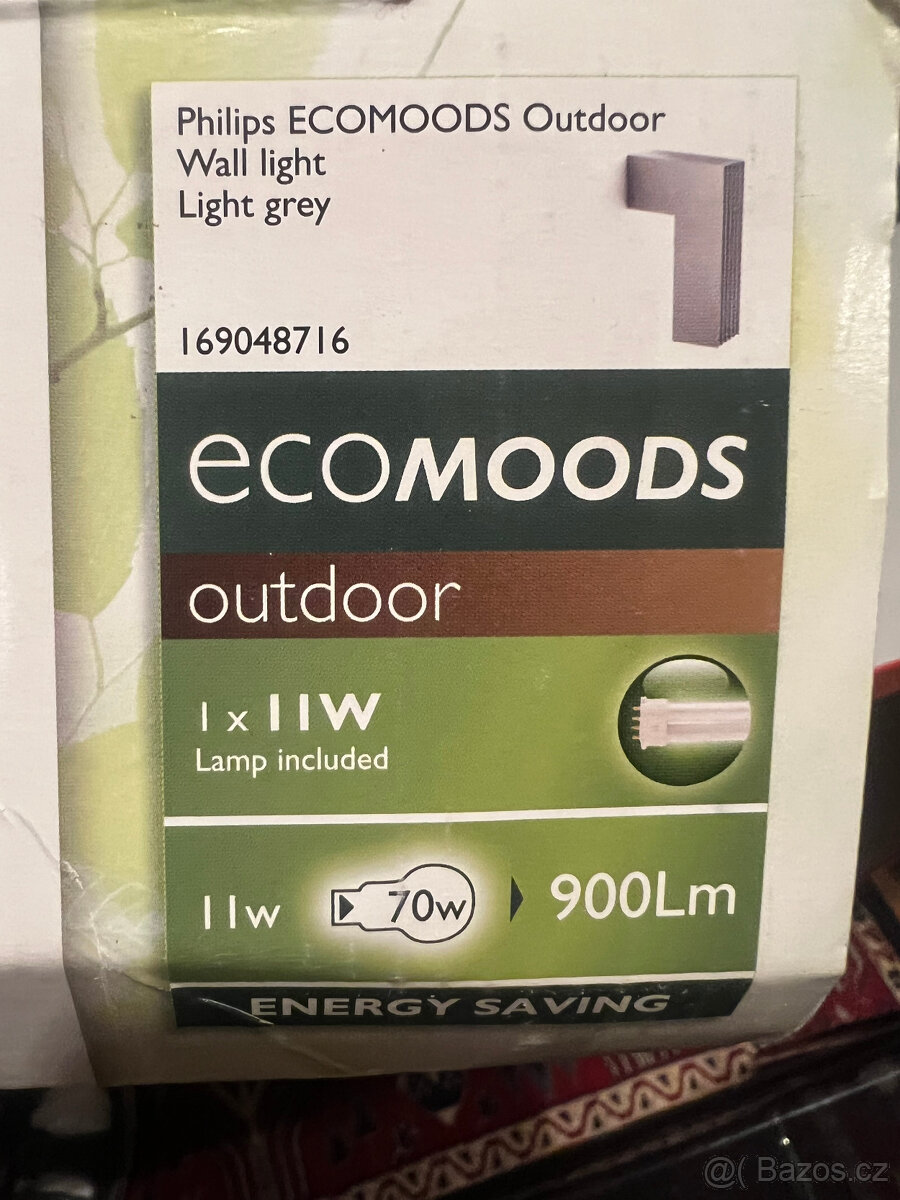 Philips ECOMOODS Outdoor
Wall light
Light grey
169048716
ecoMOODS
outdoor
1 x 11W
Lamp included
11w 70w 900Lm
ENERGY SAVING
@( Bazos.cz